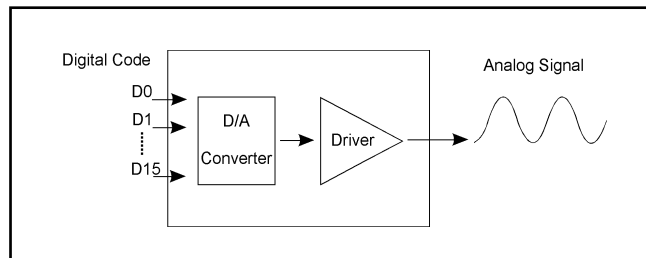 Digital Code
Analog Signal
D0
D1
D15
D/A
Converter
Driver